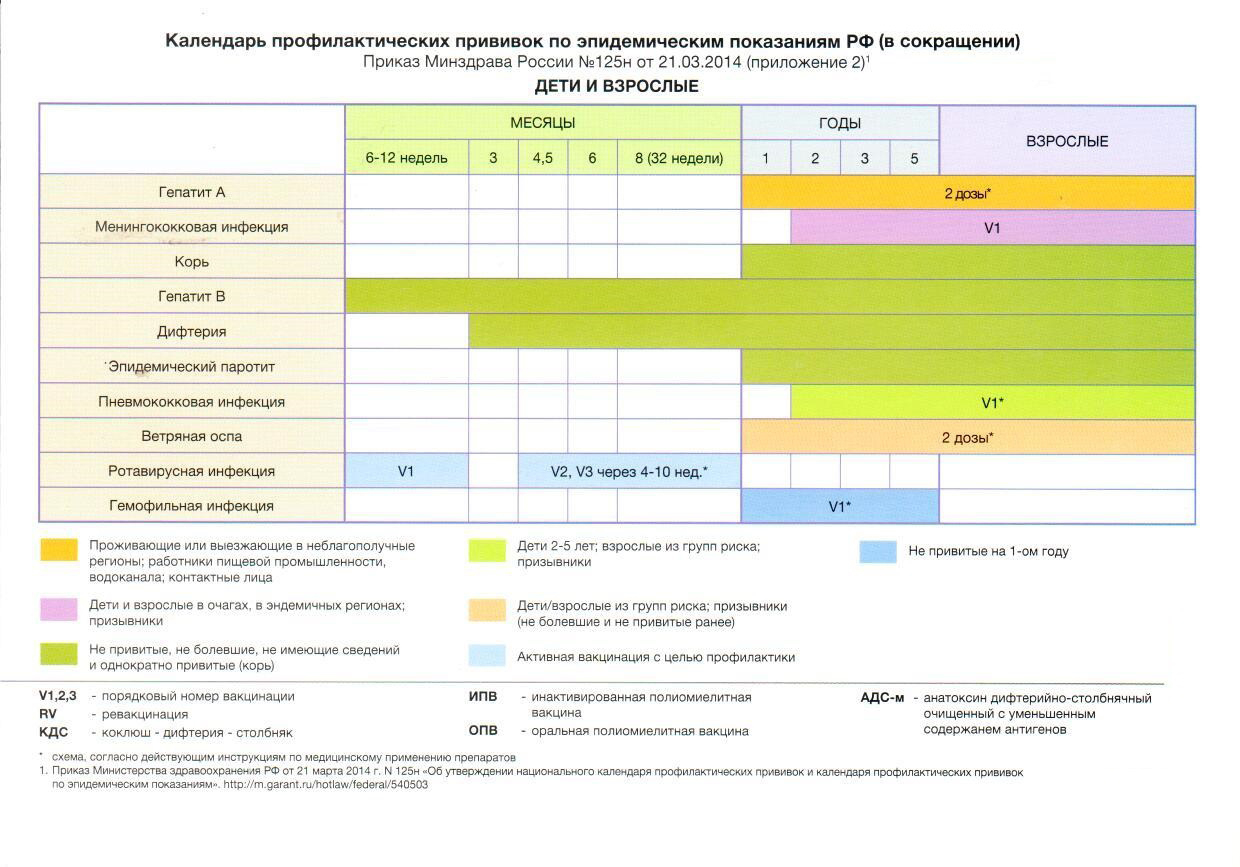 Календарь профилактических прививок по эпидемическим показаниям РФ (в сокращении)
Приказ Минздрава России №125н от 21.03.2014 (приложение 2)¹
ДЕТИ И ВЗРОСЛЫЕ
МЕСЯЦЫ
ГОДЫ
ВЗРОСЛЫЕ
6-12 недель 3 4,5 6 8 (32 недели) 1 2 3 5
Гепатит А 2 дозы*
Менингококковая инфекция V1
Корь
Гепатит В
Дифтерия
Эпидемический паротит
Пневмококковая инфекция V1*
Ветряная оспа 2 дозы*
Ротавирусная инфекция V1 V2, V3 через 4-10 нед.*
Гемофильная инфекция V1*
Проживающие или выезжающие в неблагополучные
регионы; работники пищевой промышленности,
водоканала; контактные лица
Дети и взрослые в очагах, в эндемичных регионах;
призывники
Не привитые, не болевшие, не имеющие сведений
и однократно привитые (корь)
Дети 2-5 лет; взрослые из групп риска;
призывники
Дети/взрослые из групп риска; призывники
(не болевшие и не привитые ранее)
Активная вакцинация с целью профилактики
Не привитые на 1-ом году
V1,2,3 - порядковый номер вакцинации
RV - ревакцинация
КДС - коклюш - дифтерия - столбняк
ИПВ - инактивированная полиомиелитная
вакцина
ОПВ - оральная полиомиелитная вакцина
АДС-м - анатоксин дифтерийно-столбнячный
очищенный с уменьшенным
содержанием антигенов
* схема, согласно действующим инструкциям по медицинскому применению препаратов
1. Приказ Министерства здравоохранения РФ от 21 марта 2014 г. N 125н «Об утверждении национального календаря профилактических прививок и календаря профилактических прививок
по эпидемическим показаниям». http://m.garant.ru/hotlaw/federal/540503